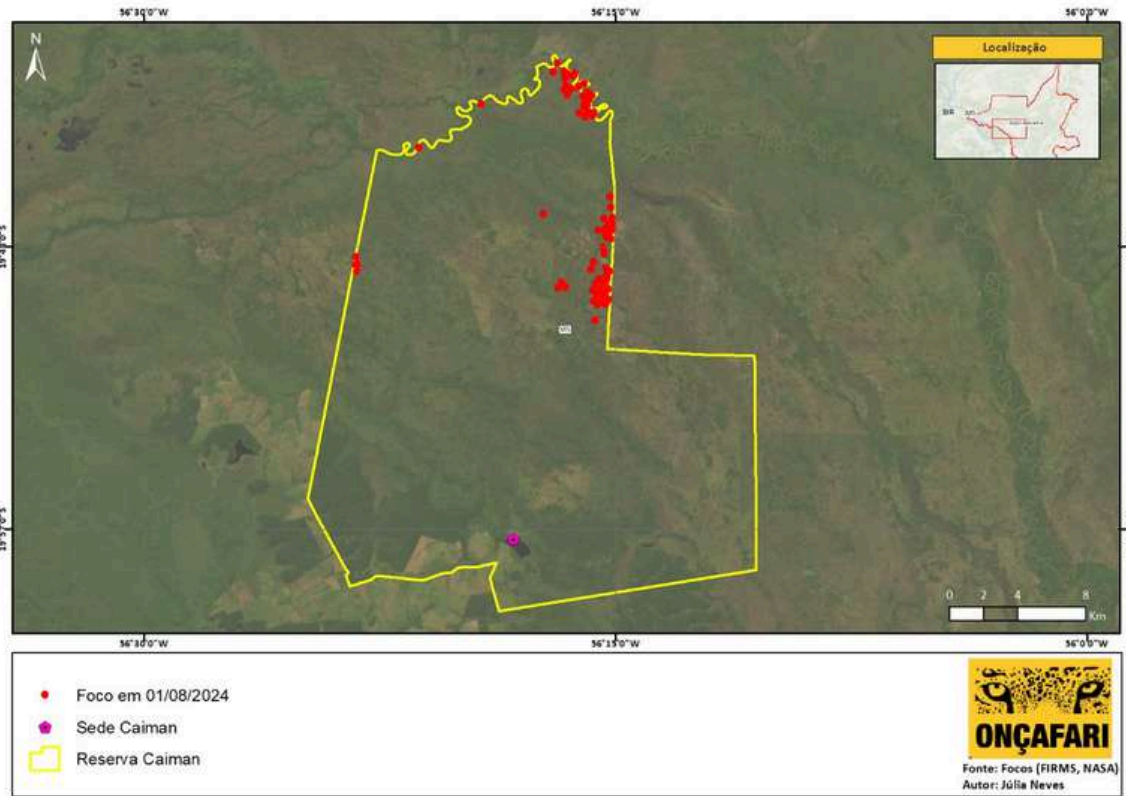 56°30'0"W
56°15'0"W
56°0'0"W
N
Localização
0 2 4 8
Km
56°30'0"W
56°15'0"W
56°0'0"W
Foco em 01/08/2024
Sede Caiman
Reserva Caiman
ONÇAFARI
Fonte: Focos (FIRMS, NASA)
Autor: Júlia Neves